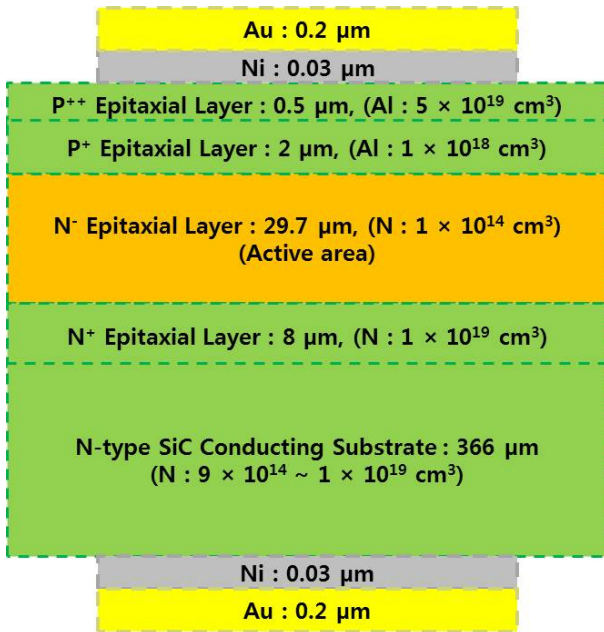 Au : 0.2 μm
Ni : 0.03 μm
P⁺⁺ Epitaxial Layer : 0.5 μm, (Al : 5 × 10¹⁹ cm³)
P⁺ Epitaxial Layer : 2 μm, (Al : 1 × 10¹⁸ cm³)
N⁻ Epitaxial Layer : 29.7 μm, (N : 1 × 10¹⁴ cm³)
(Active area)
N⁺ Epitaxial Layer : 8 μm, (N : 1 × 10¹⁹ cm³)
N-type SiC Conducting Substrate : 366 μm
(N : 9 × 10¹⁴ ~ 1 × 10¹⁹ cm³)
Ni : 0.03 μm
Au : 0.2 μm